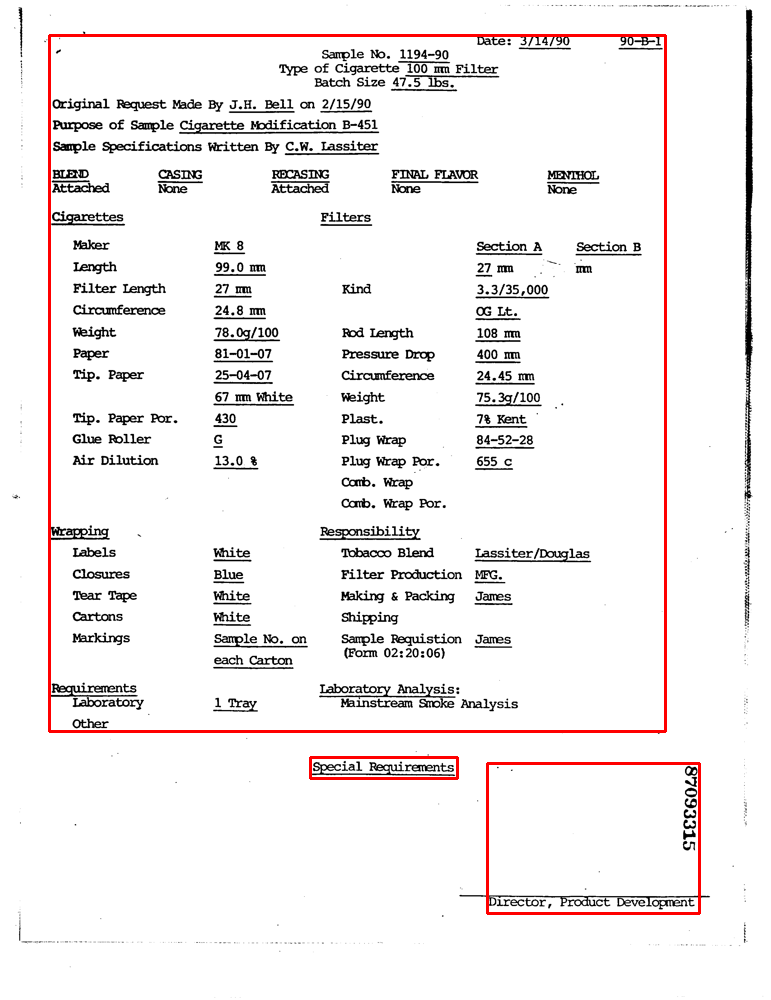 Date: 3/14/90 90-B-1
Sample No. 1194-90
Type of Cigarette 100 mm Filter
Batch Size 47.5 lbs.
Original Request Made By J.H. Bell on 2/15/90
Purpose of Sample Cigarette Modification B-451
Sample Specifications Written By C.W. Lassiter
BLEND CASING RECASING FINAL FLAVOR MENTHOL
Attached None Attached None None
Cigarettes Filters
Maker MK 8 Section A Section B
Length 99.0 mm 27 mm mm
Filter Length 27 mm Kind 3.3/35,000
Circumference 24.8 mm OG Lt.
Weight 78.0g/100 Rod Length 108 mm
Paper 81-01-07 Pressure Drop 400 mm
Tip. Paper 25-04-07 Circumference 24.45 mm
67 mm White Weight 75.3g/100
Tip. Paper Por. 430 Plast. 7% Kent
Glue Roller G Plug Wrap 84-52-28
Air Dilution 13.0 % Plug Wrap Por. 655 c
Comb. Wrap
Comb. Wrap Por.
Wrapping Responsibility
Labels White Tobacco Blend Lassiter/Douglas
Closures Blue Filter Production MFG.
Tear Tape White Making & Packing James
Cartons White Shipping
Markings Sample No. on Sample Requistion James
(Form 02:20:06)
each Carton
Requirements Laboratory Analysis:
Laboratory 1 Tray Mainstream Smoke Analysis
Other
Special Requirements
87093315
Director, Product Development